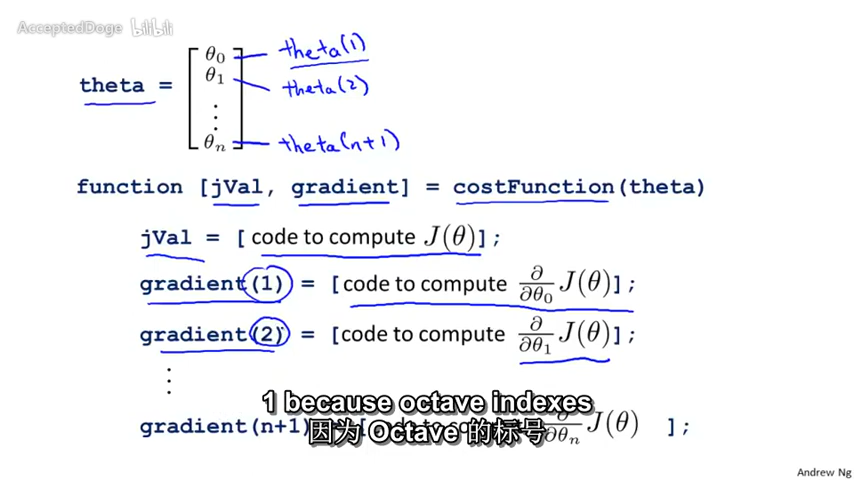 AcceptedDoge bilibili
theta = [θ₀ theta(1)
θ₁ theta(2)
⋮
θₙ] theta(n+1)
function [jVal, gradient] = costFunction(theta)
jVal = [ code to compute J(θ)];
gradient(1) = [code to compute ∂/∂θ₀ J(θ)];
gradient(2) = [code to compute ∂/∂θ₁ J(θ)];
⋮
1 because octave indexes
gradient(n+1) ∂/∂θₙ J(θ) ];
因为 Octave 的标号
Andrew Ng